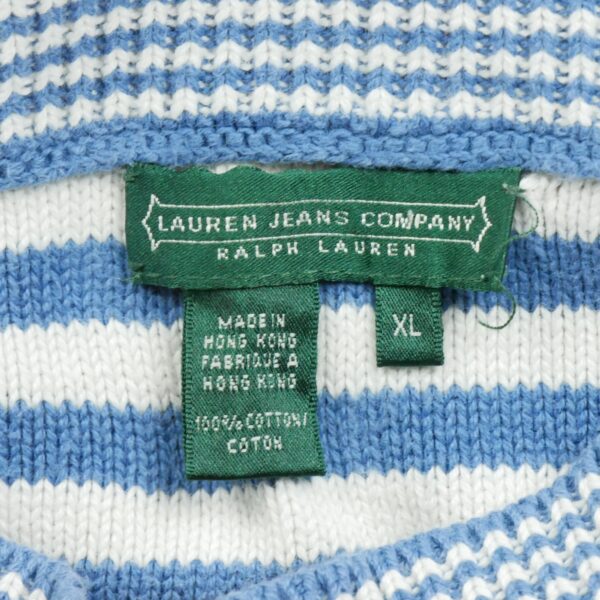 LAUREN JEANS COMPANY
RALPH LAUREN
XL
MADE IN
HONG KONG
FABRIQUE A
HONG KONG
100% COTTON/
COTON